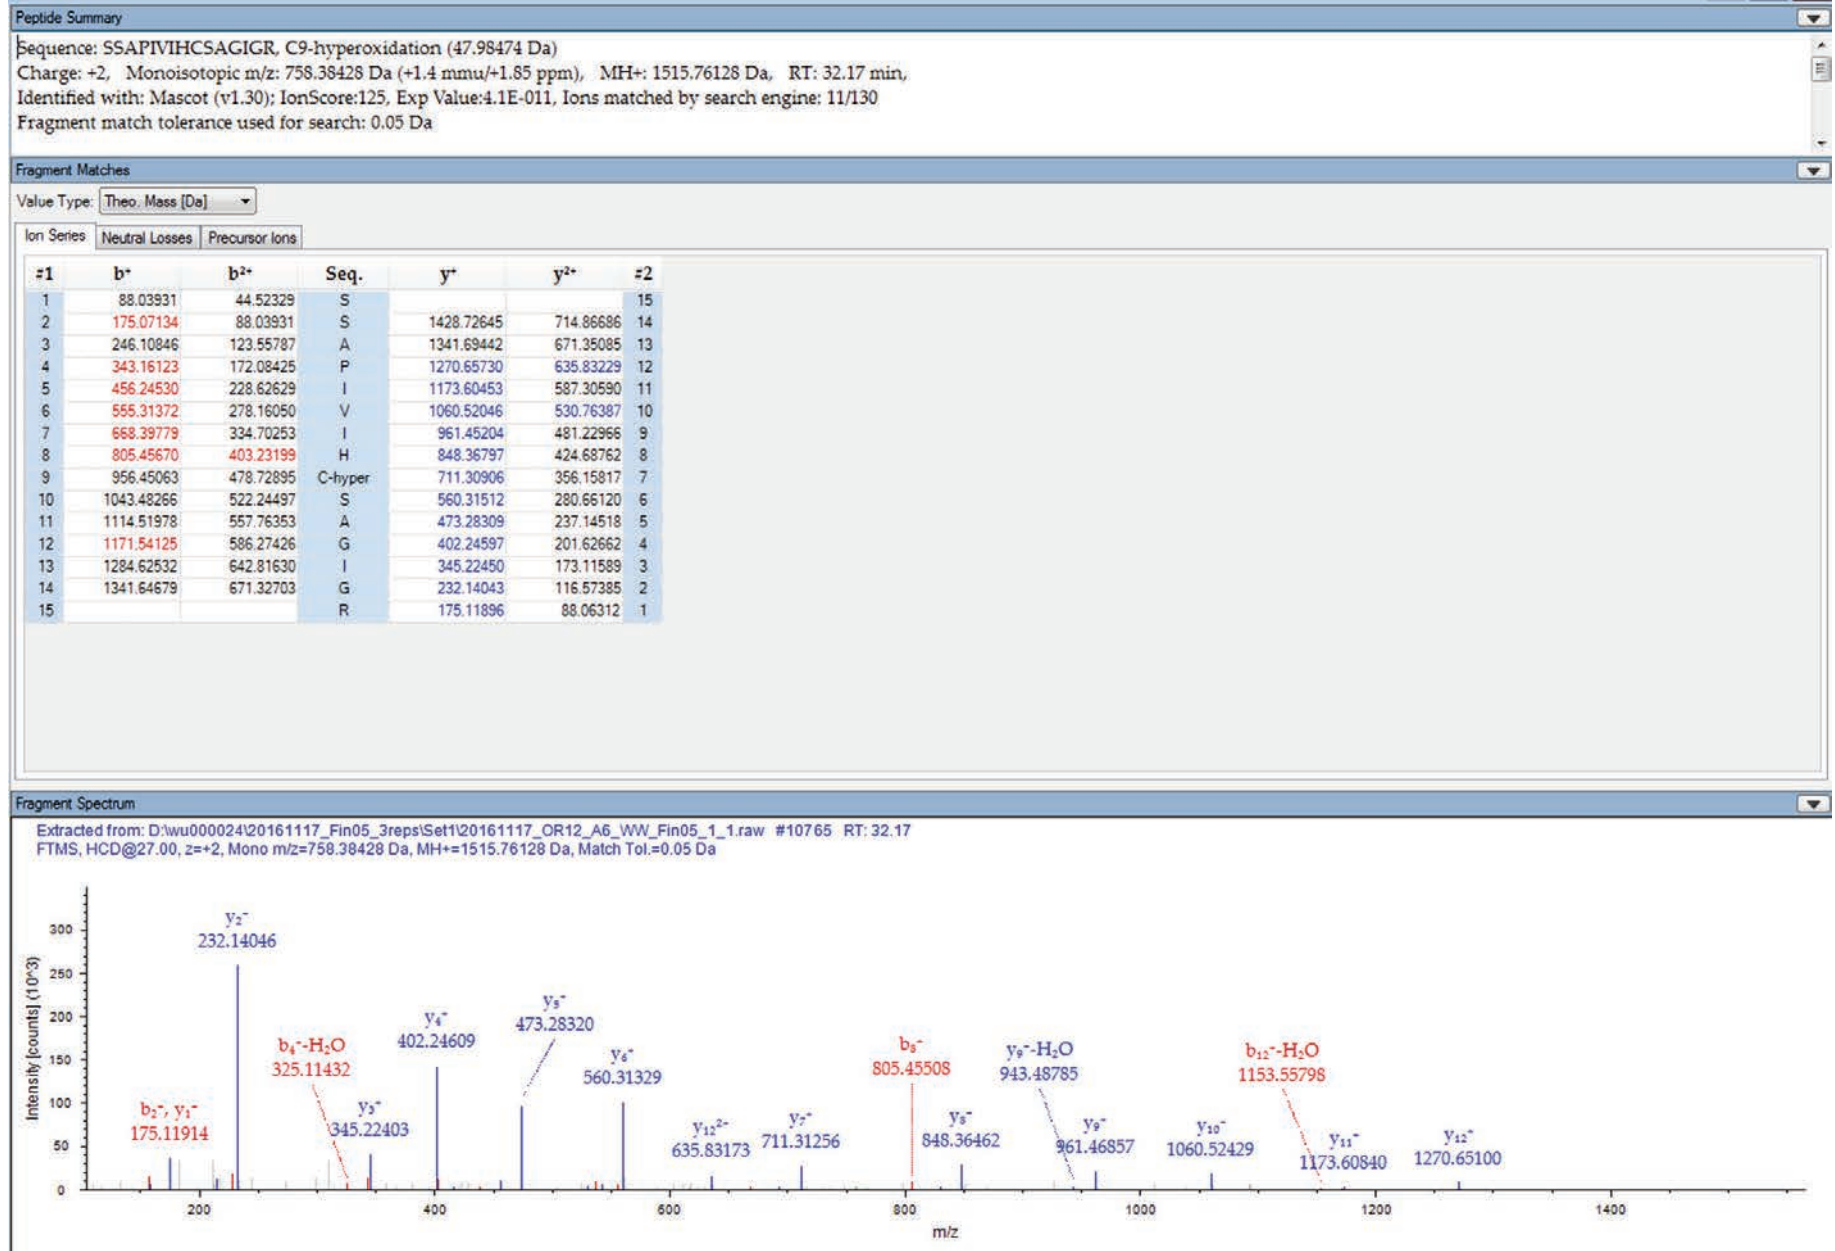 Peptide Summary
Sequence: SSAPIVIHCSAGIGR, C9-hyperoxidation (47.98474 Da)
Charge: +2, Monoisotopic m/z: 758.38428 Da (+1.4 mmu/+1.85 ppm), MH+: 1515.76128 Da, RT: 32.17 min,
Identified with: Mascot (v1.30); IonScore:125, Exp Value:4.1E-011, Ions matched by search engine: 11/130
Fragment match tolerance used for search: 0.05 Da
Fragment Matches
Value Type: Theo. Mass [Da]
Ion Series Neutral Losses Precursor Ions
#1 b⁺ b²⁺ Seq. y⁺ y²⁺ #2
1 88.03931 44.52329 S 15
2 175.07134 88.03931 S 1428.72645 714.86686 14
3 246.10846 123.55787 A 1341.69442 671.35085 13
4 343.16123 172.08425 P 1270.65730 635.83229 12
5 456.24530 228.62629 I 1173.60453 587.30590 11
6 555.31372 278.16050 V 1060.52046 530.76387 10
7 668.39779 334.70253 I 961.45204 481.22966 9
8 805.45670 403.23199 H 848.36797 424.68762 8
9 956.45063 478.72895 C-hyper 711.30906 356.15817 7
10 1043.48266 522.24497 S 560.31512 280.66120 6
11 1114.51978 557.76353 A 473.28309 237.14518 5
12 1171.54125 586.27426 G 402.24597 201.62662 4
13 1284.62532 642.81630 I 345.22450 173.11589 3
14 1341.64679 671.32703 G 232.14043 116.57385 2
15 R 175.11896 88.06312 1
Fragment Spectrum
Extracted from: D:\wu000024\20161117_Fin05_3reps\Set1\20161117_OR12_A6_WW_Fin05_1_1.raw #10765 RT: 32.17
FTMS, HCD@27.00, z=+2, Mono m/z=758.38428 Da, MH+=1515.76128 Da, Match Tol.=0.05 Da
Intensity [counts] (10^3)
300
250
200
150
100
50
0
b₂⁺, y₁⁺
175.11914
y₂⁺
232.14046
b₄⁺-H₂O
325.11432
y₃⁺
345.22403
y₄⁺
402.24609
y₅⁺
473.28320
y₆⁺
560.31329
y₁₂²⁺
635.83173
y₇⁺
711.31256
b₈⁺
805.45508
y₈⁺
848.36462
y₉⁺-H₂O
943.48785
y₉⁺
961.46857
y₁₀⁺
1060.52429
b₁₂⁺-H₂O
1153.55798
y₁₁⁺
1173.60840
y₁₂⁺
1270.65100
200 400 600 800 1000 1200 1400
m/z